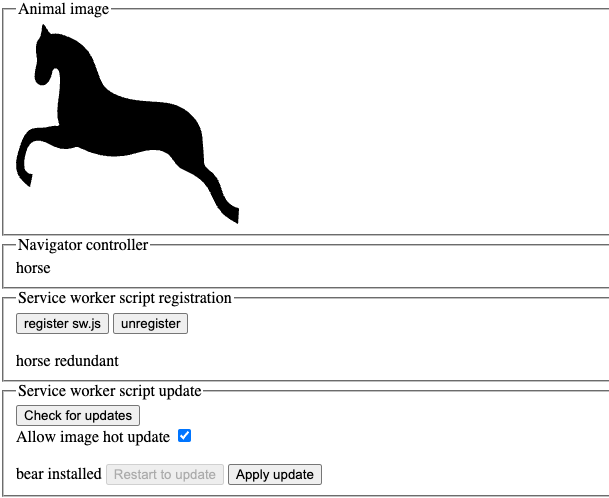 Animal image
Navigator controller
horse
Service worker script registration
register sw.js unregister
horse redundant
Service worker script update
Check for updates
Allow image hot update
bear installed Restart to update Apply update